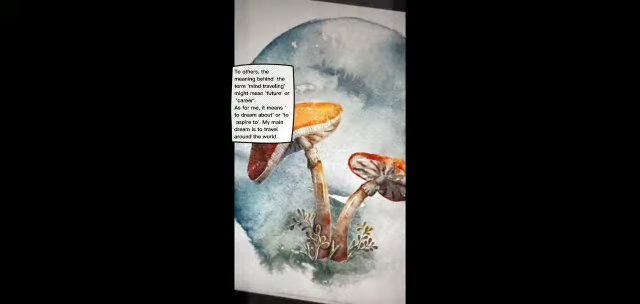 To others, the
meaning behind the
term 'mind traveling'
might mean 'future' or
'career'.
As for me, it means
'to dream about' or 'to
aspire to'. My main
dream is to travel
around the world.